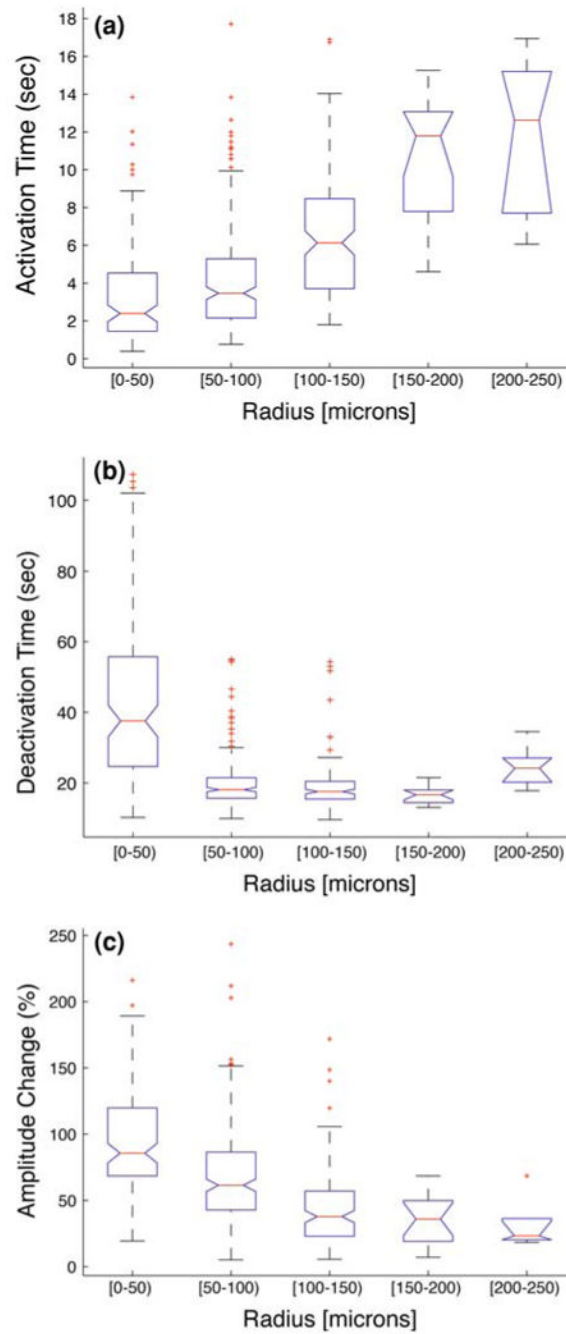 (a)
Activation Time (sec)
18
16
14
12
10
8
6
4
2
0
[0-50) [50-100) [100-150) [150-200) [200-250)
Radius [microns]
(b)
Deactivation Time (sec)
100
80
60
40
20
[0-50) [50-100) [100-150) [150-200) [200-250)
Radius [microns]
(c)
Amplitude Change (%)
250
200
150
100
50
0
[0-50) [50-100) [100-150) [150-200) [200-250)
Radius [microns]